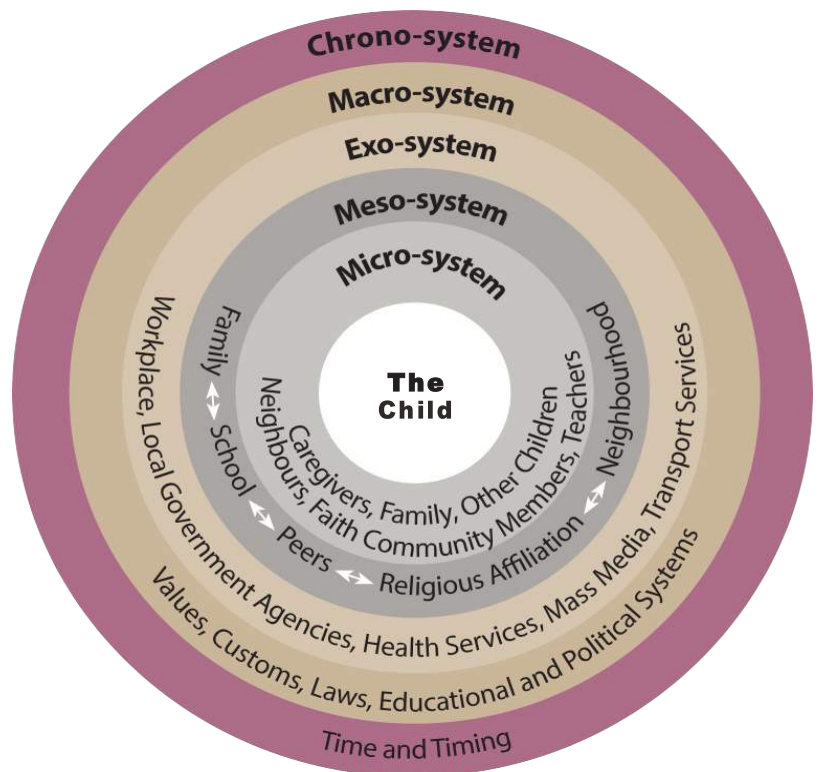 Chrono-system
Macro-system
Exo-system
Meso-system
Micro-system
The
Child
Caregivers, Family, Other Children
Neighbours, Faith Community Members, Teachers
Family
School
Peers
Religious Affiliation
Neighbourhood
Workplace, Local Government Agencies, Health Services, Mass Media, Transport Services
Values, Customs, Laws, Educational and Political Systems
Time and Timing